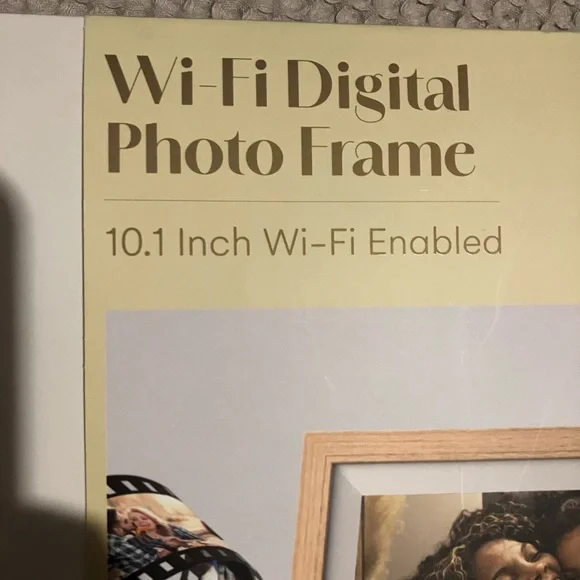 Wi-Fi Digital
Photo Frame
10.1 Inch Wi-Fi Enabled